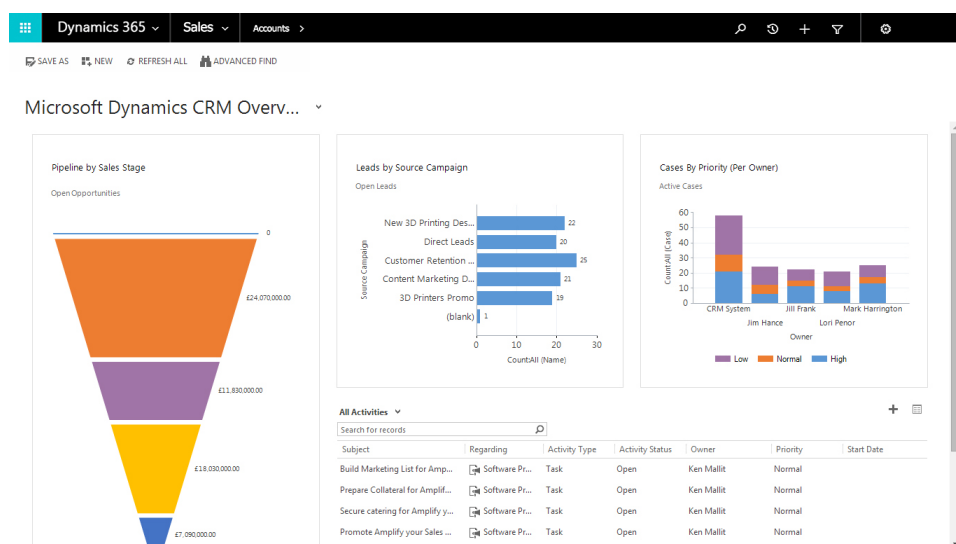 Dynamics 365
Sales
Accounts
SAVE AS NEW REFRESH ALL ADVANCED FIND
Microsoft Dynamics CRM Overv...
Pipeline by Sales Stage
Open Opportunities
0
£24,070,000.00
£11,830,000.00
£18,030,000.00
£7,090,000.00
Leads by Source Campaign
Open Leads
Source Campaign
New 3D Printing Des... 22
Direct Leads 20
Customer Retention ... 25
Content Marketing D... 21
3D Printers Promo 19
(blank) 1
0 10 20 30
Count:All (Name)
Cases By Priority (Per Owner)
Active Cases
Count:All (Case)
60
50
40
30
20
10
0
CRM System Jill Frank Mark Harrington
Jim Hance Lori Penor
Owner
Low Normal High
All Activities
Search for records
Subject Regarding Activity Type Activity Status Owner Priority Start Date
Build Marketing List for Amp... Software Pr... Task Open Ken Mallit Normal
Prepare Collateral for Amplif... Software Pr... Task Open Ken Mallit Normal
Secure catering for Amplify y... Software Pr... Task Open Ken Mallit Normal
Promote Amplify your Sales ... Software Pr... Task Open Ken Mallit Normal